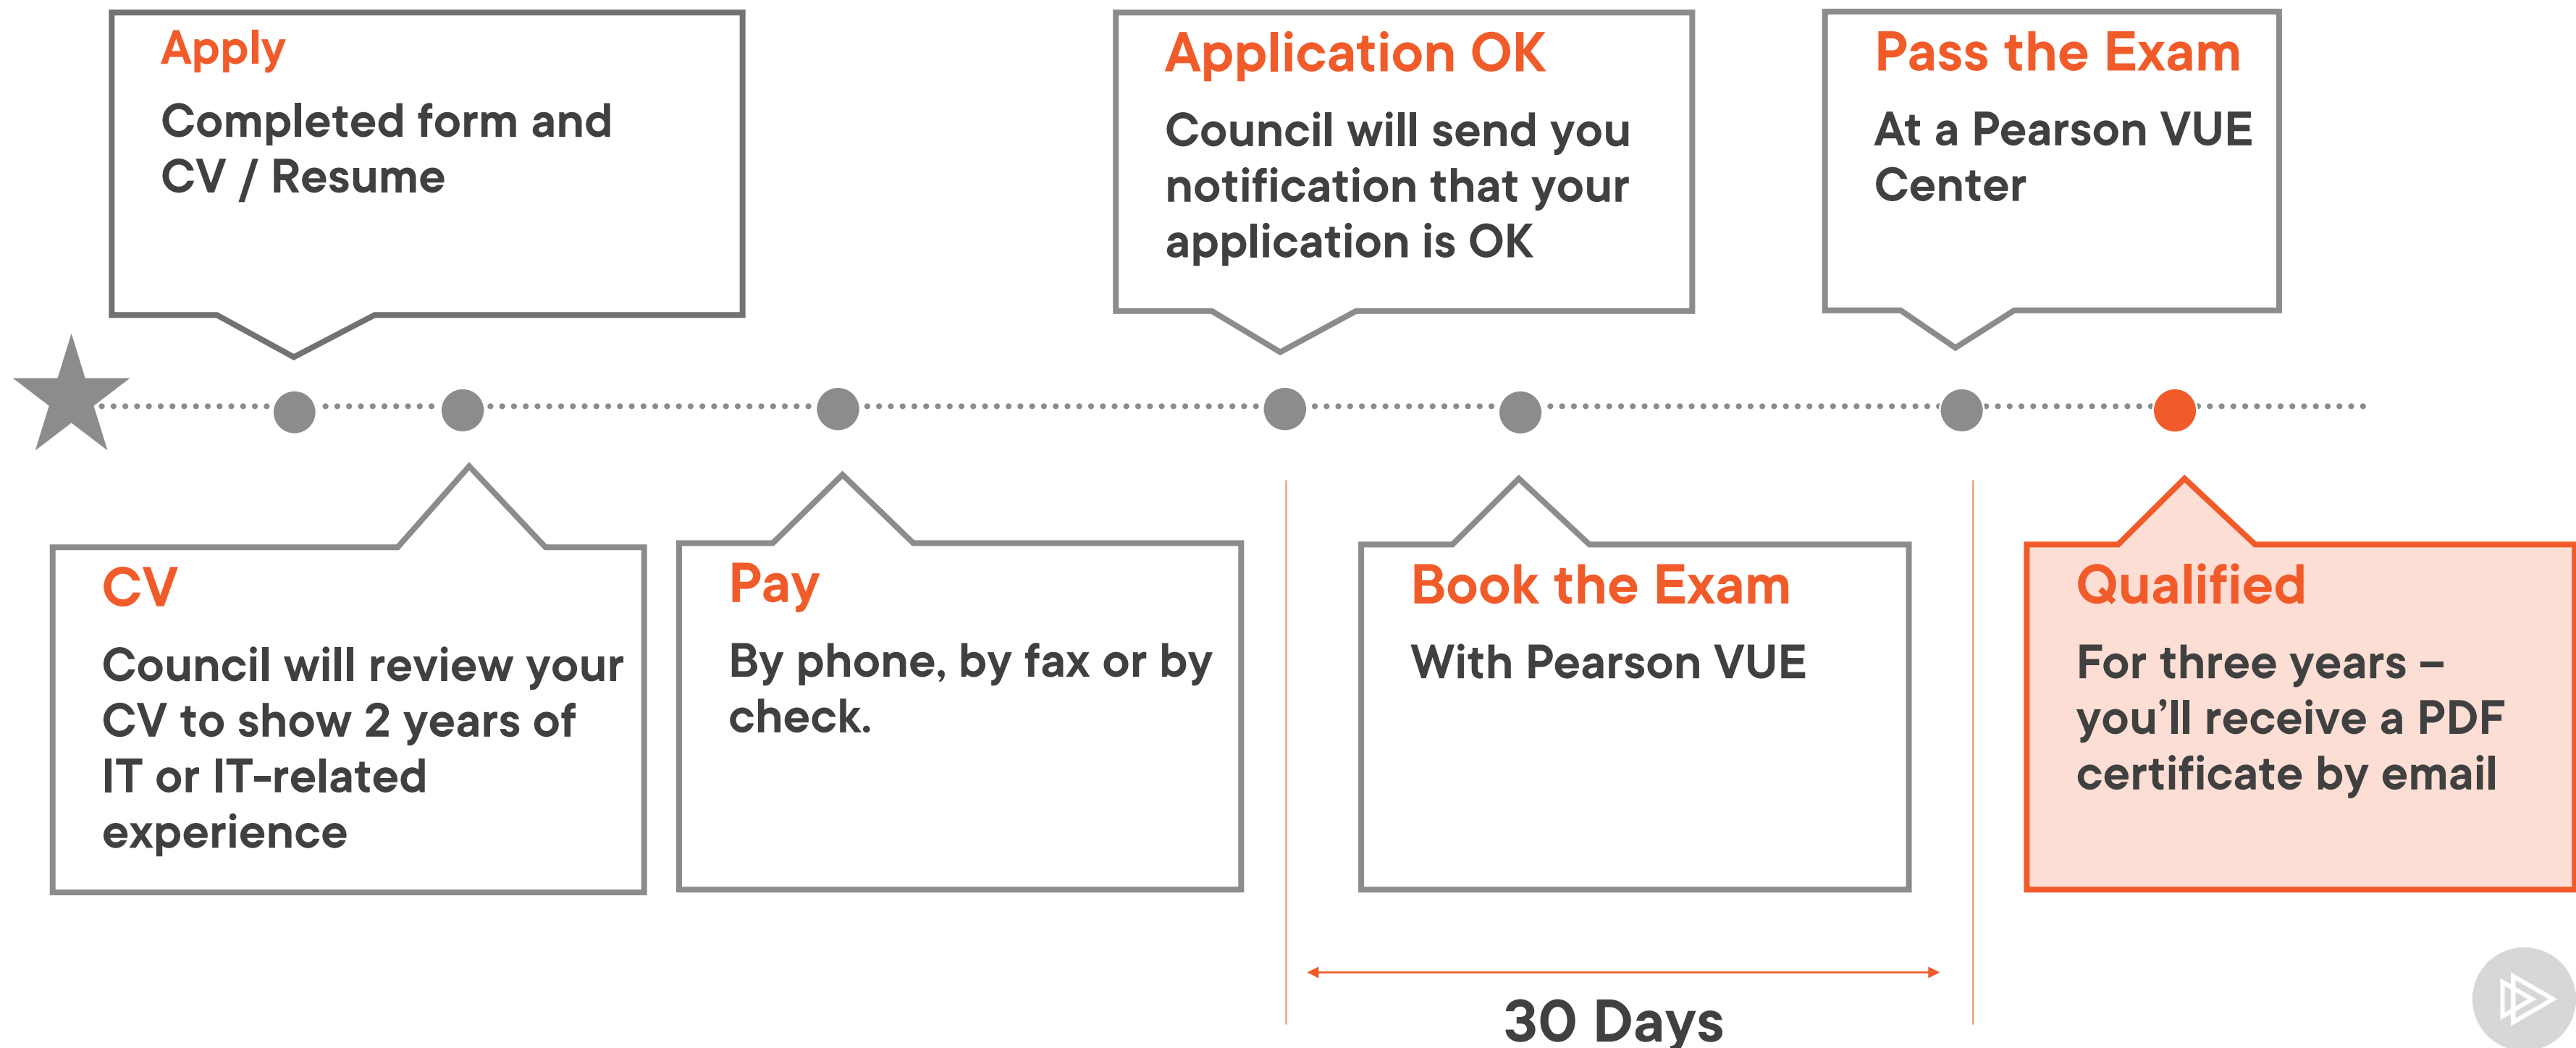 Apply
Completed form and
CV / Resume
Application OK
Council will send you
notification that your
application is OK
Pass the Exam
At a Pearson VUE
Center
CV
Council will review your
CV to show 2 years of
IT or IT-related
experience
Pay
By phone, by fax or by
check.
Book the Exam
With Pearson VUE
Qualified
For three years –
you’ll receive a PDF
certificate by email
30 Days